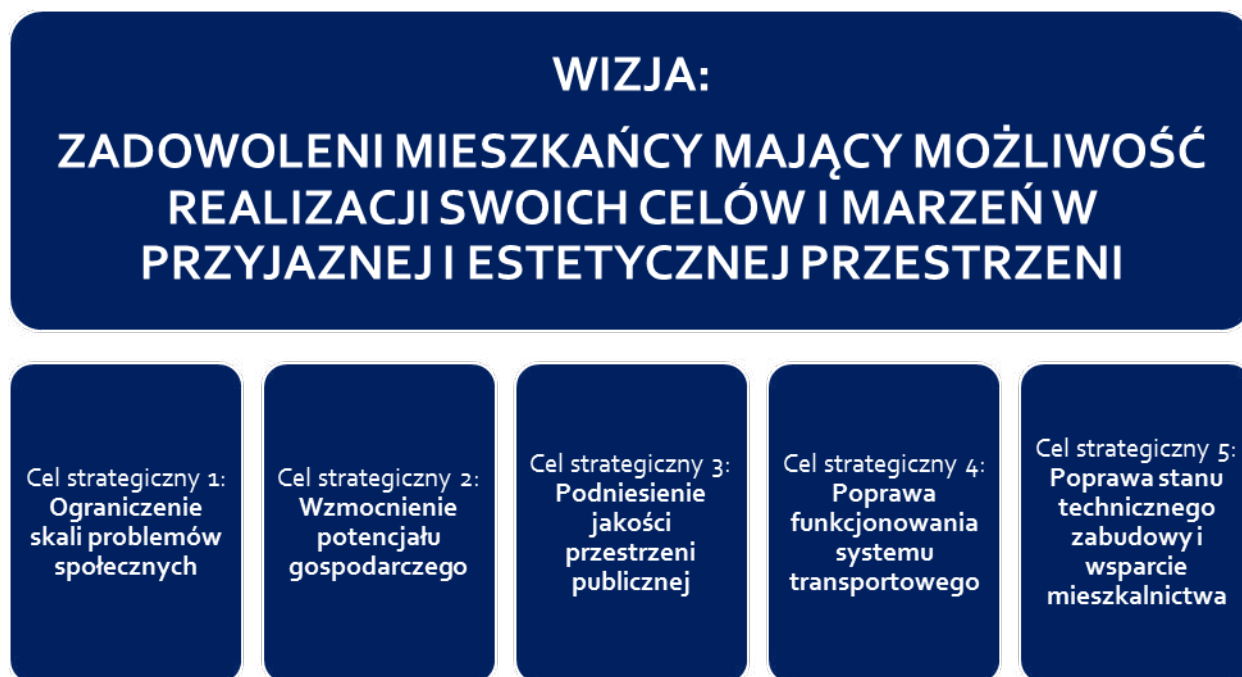 WIZJA:
ZADOWOLENI MIESZKAŃCY MAJĄCY MOŻLIWOŚĆ
REALIZACJI SWOICH CELÓW I MARZEŃ W
PRZYJAZNEJ I ESTETYCZNEJ PRZESTRZENI
Cel strategiczny 1:
Ograniczenie
skali problemów
społecznych
Cel strategiczny 2:
Wzmocnienie
potencjału
gospodarczego
Cel strategiczny 3:
Podniesienie
jakości
przestrzeni
publicznej
Cel strategiczny 4:
Poprawa
funkcjonowania
systemu
transportowego
Cel strategiczny 5:
Poprawa stanu
technicznego
zabudowy i
wsparcie
mieszkalnictwa